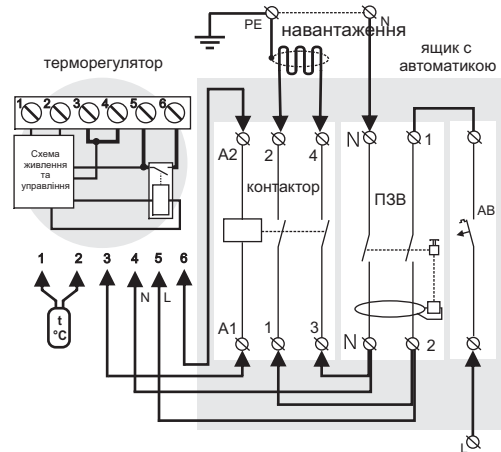 PE
N
навантаження
терморегулятор
ящик с
автоматикою
1 2 3 4 5 6
Схема
живлення
та
управління
A2
2
4
N
1
контактор
ПЗВ
АВ
1 2 3 4 5 6
N
L
t
°C
A1
1
3
N
2
L